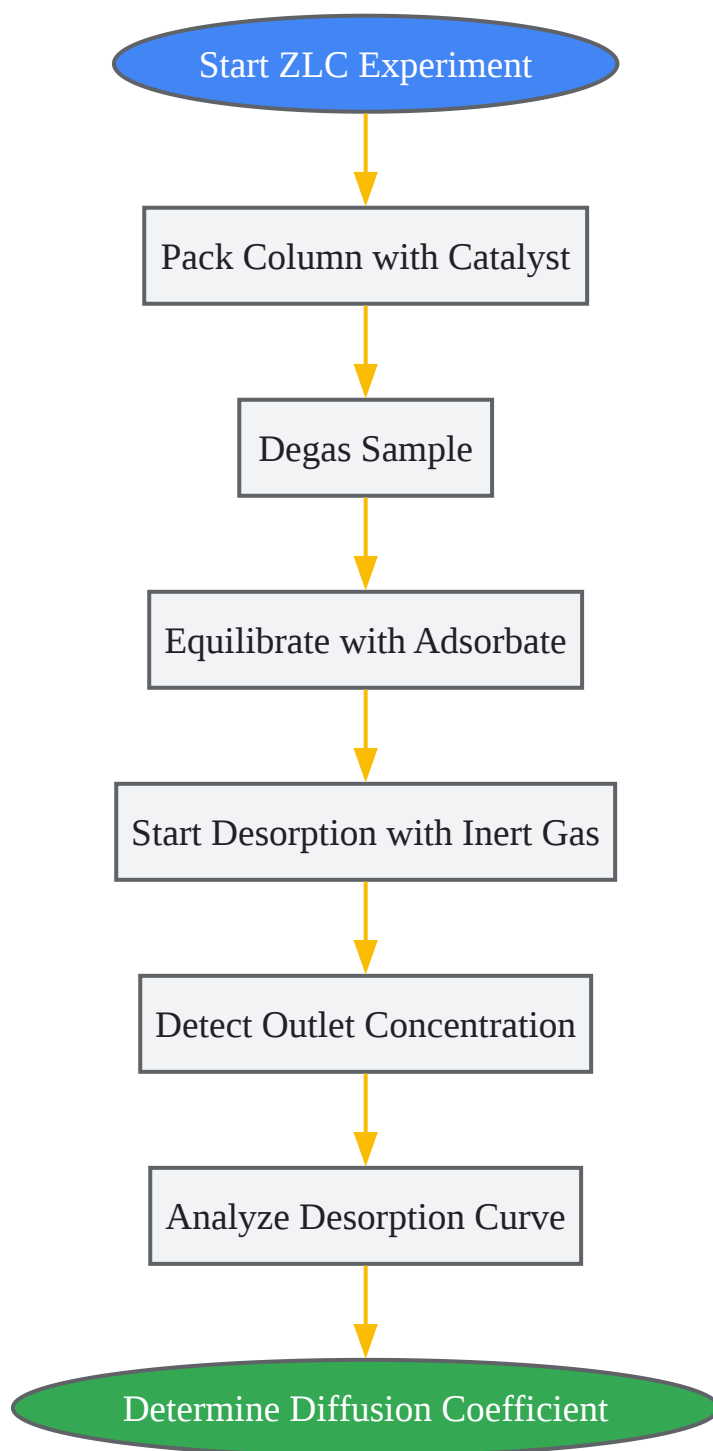 Start ZLC Experiment
Pack Column with Catalyst
Degas Sample
Equilibrate with Adsorbate
Start Desorption with Inert Gas
Detect Outlet Concentration
Analyze Desorption Curve
Determine Diffusion Coefficient